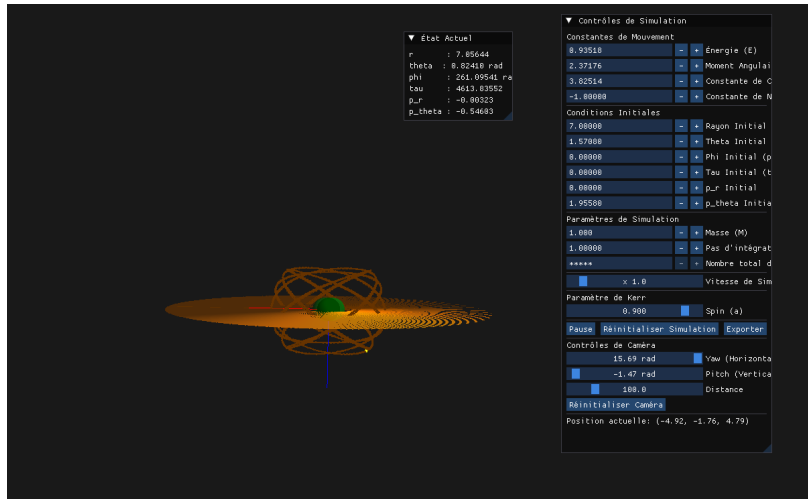 ▼ État Actuel
r : 7.05644
theta : 0.82410 rad
phi : 261.09541 ra
tau : 4613.03552
p_r : -0.00323
p_theta : -0.54603
▼ Contrôles de Simulation
Constantes de Mouvement
0.93518 - + Énergie (E)
2.37176 - + Moment Angulai
3.82514 - + Constante de C
-1.00000 - + Constante de N
Conditions Initiales
7.00000 - + Rayon Initial
1.57080 - + Theta Initial
0.00000 - + Phi Initial (p
0.00000 - + Tau Initial (t
0.00000 - + p_r Initial
1.95580 - + p_theta Initia
Paramètres de Simulation
1.000 - + Masse (M)
1.00000 - + Pas d'intégrat
***** - + Nombre total d
x 1.0 Vitesse de Sim
Paramètre de Kerr
0.900 Spin (a)
Pause Réinitialiser Simulation Exporter
Contrôles de Caméra
15.69 rad Yaw (Horizonta
-1.47 rad Pitch (Vertica
100.0 Distance
Réinitialiser Caméra
Position actuelle: (-4.92, -1.76, 4.79)